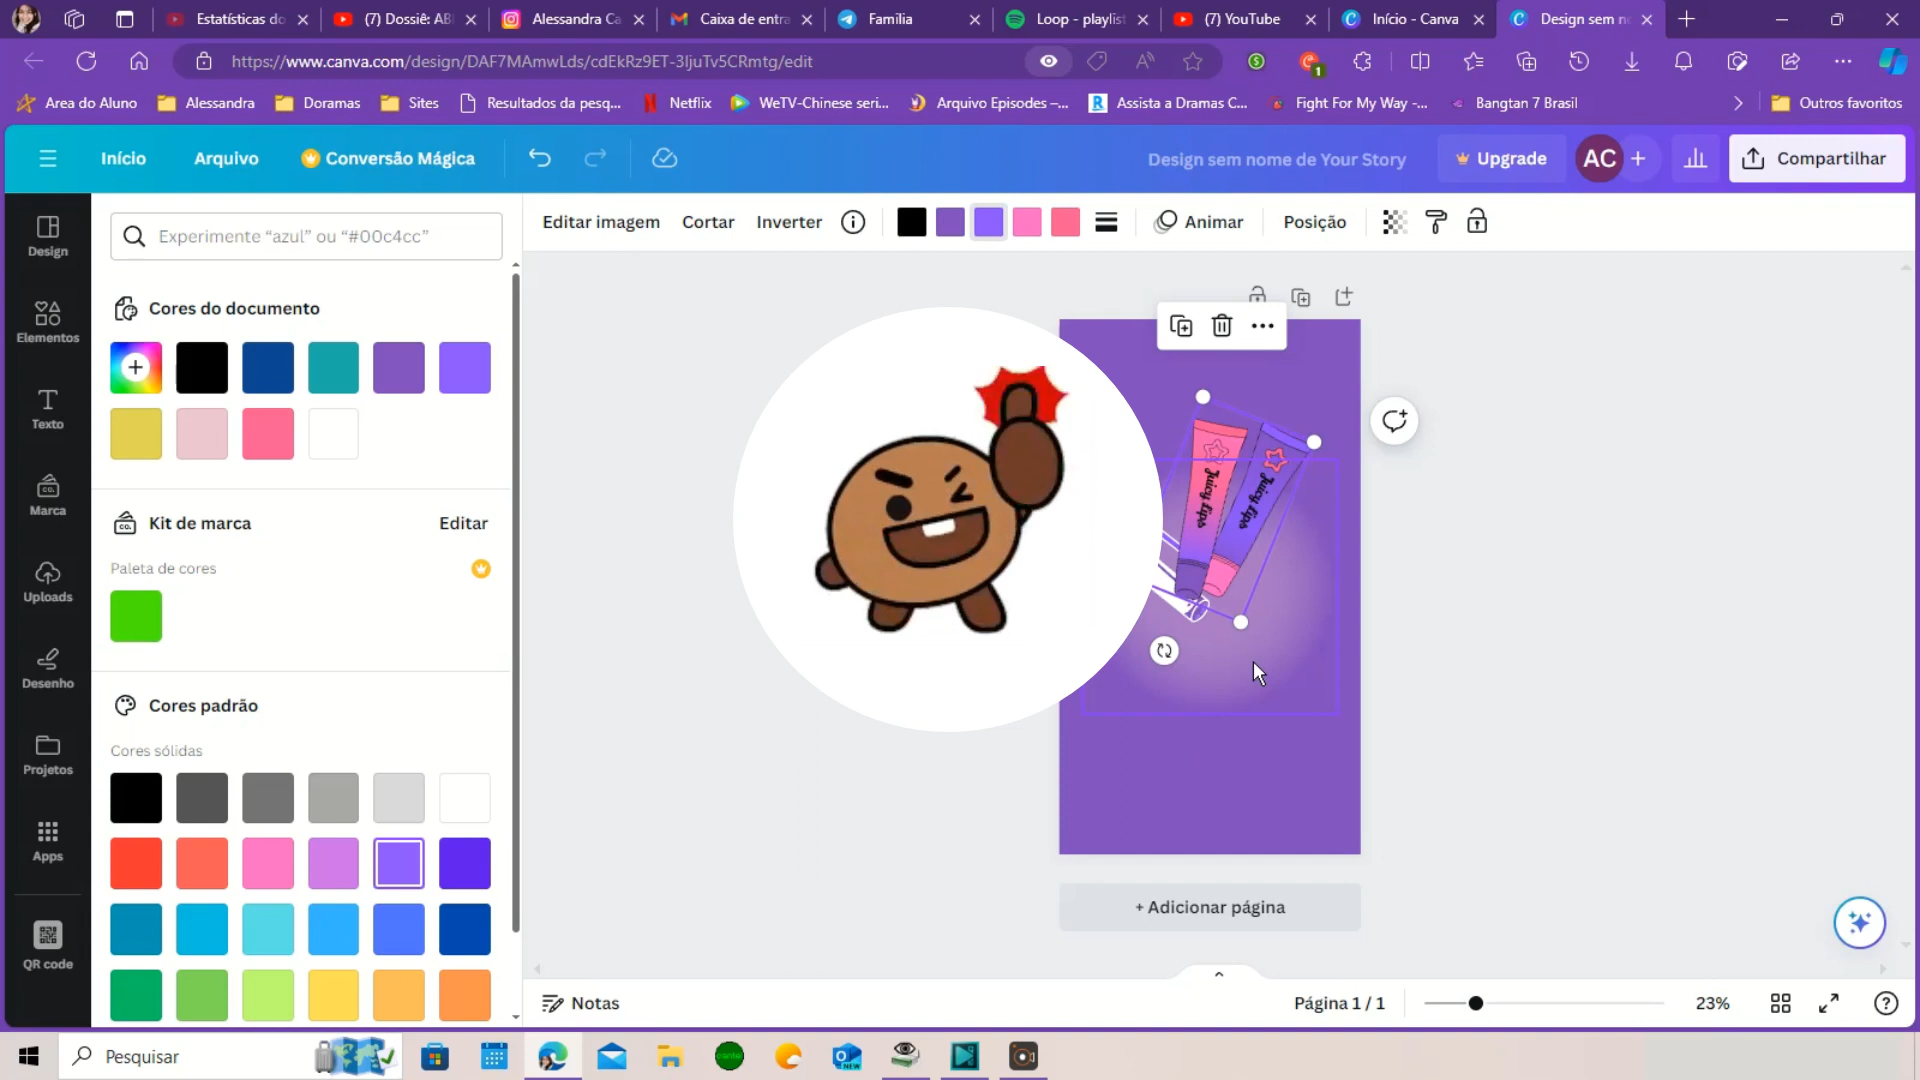 Estatísticas do
(7) Dossiê: AB
Alessandra Ca
Caixa de entra
Familia
Loop - playlist
(7) YouTube
Início - Canva
Design sem n
https://www.canva.com/design/DAF7MAmwLds/cdEkRz9ET-3IjuTv5CRmtg/edit
1
Area do Aluno
Alessandra
Doramas
Sites
Resultados da pesq...
Netflix
WeTV-Chinese seri...
Arquivo Episodes –...
Assista a Dramas C...
Fight For My Way -...
Bangtan 7 Brasil
Outros favoritos
Início
Arquivo
Conversão Mágica
Design sem nome de Your Story
Upgrade
AC
Compartilhar
Design
Elementos
Texto
Marca
Uploads
Desenho
Projetos
Apps
QR code
Experimente “azul” ou “#00c4cc”
Cores do documento
Kit de marca
Editar
Paleta de cores
Cores padrão
Cores sólidas
Editar imagem
Cortar
Inverter
Animar
Posição
Juicy Lips
Juicy Lips
+ Adicionar página
Notas
Página 1 / 1
23%
Pesquisar
NEW